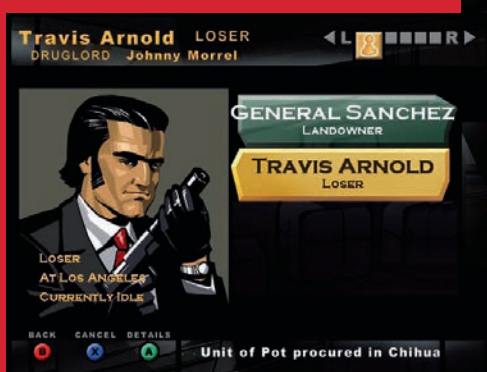 Travis Arnold LOSER
DRUGLORD Johnny Morrel
L R
GENERAL SANCHEZ
LANDOWNER
TRAVIS ARNOLD
LOSER
LOSER
AT LOS ANGELES
CURRENTLY IDLE
BACK CANCEL DETAILS
B X A
Unit of Pot procured in Chihua